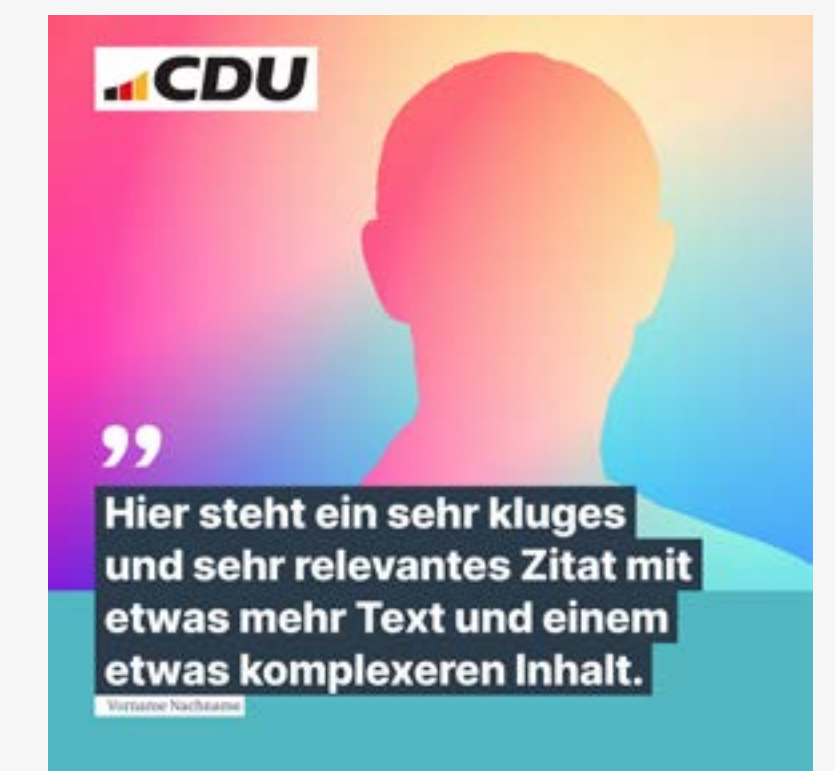 CDU
”
Hier steht ein sehr kluges
und sehr relevantes Zitat mit
etwas mehr Text und einem
etwas komplexeren Inhalt.
Vorname Nachname